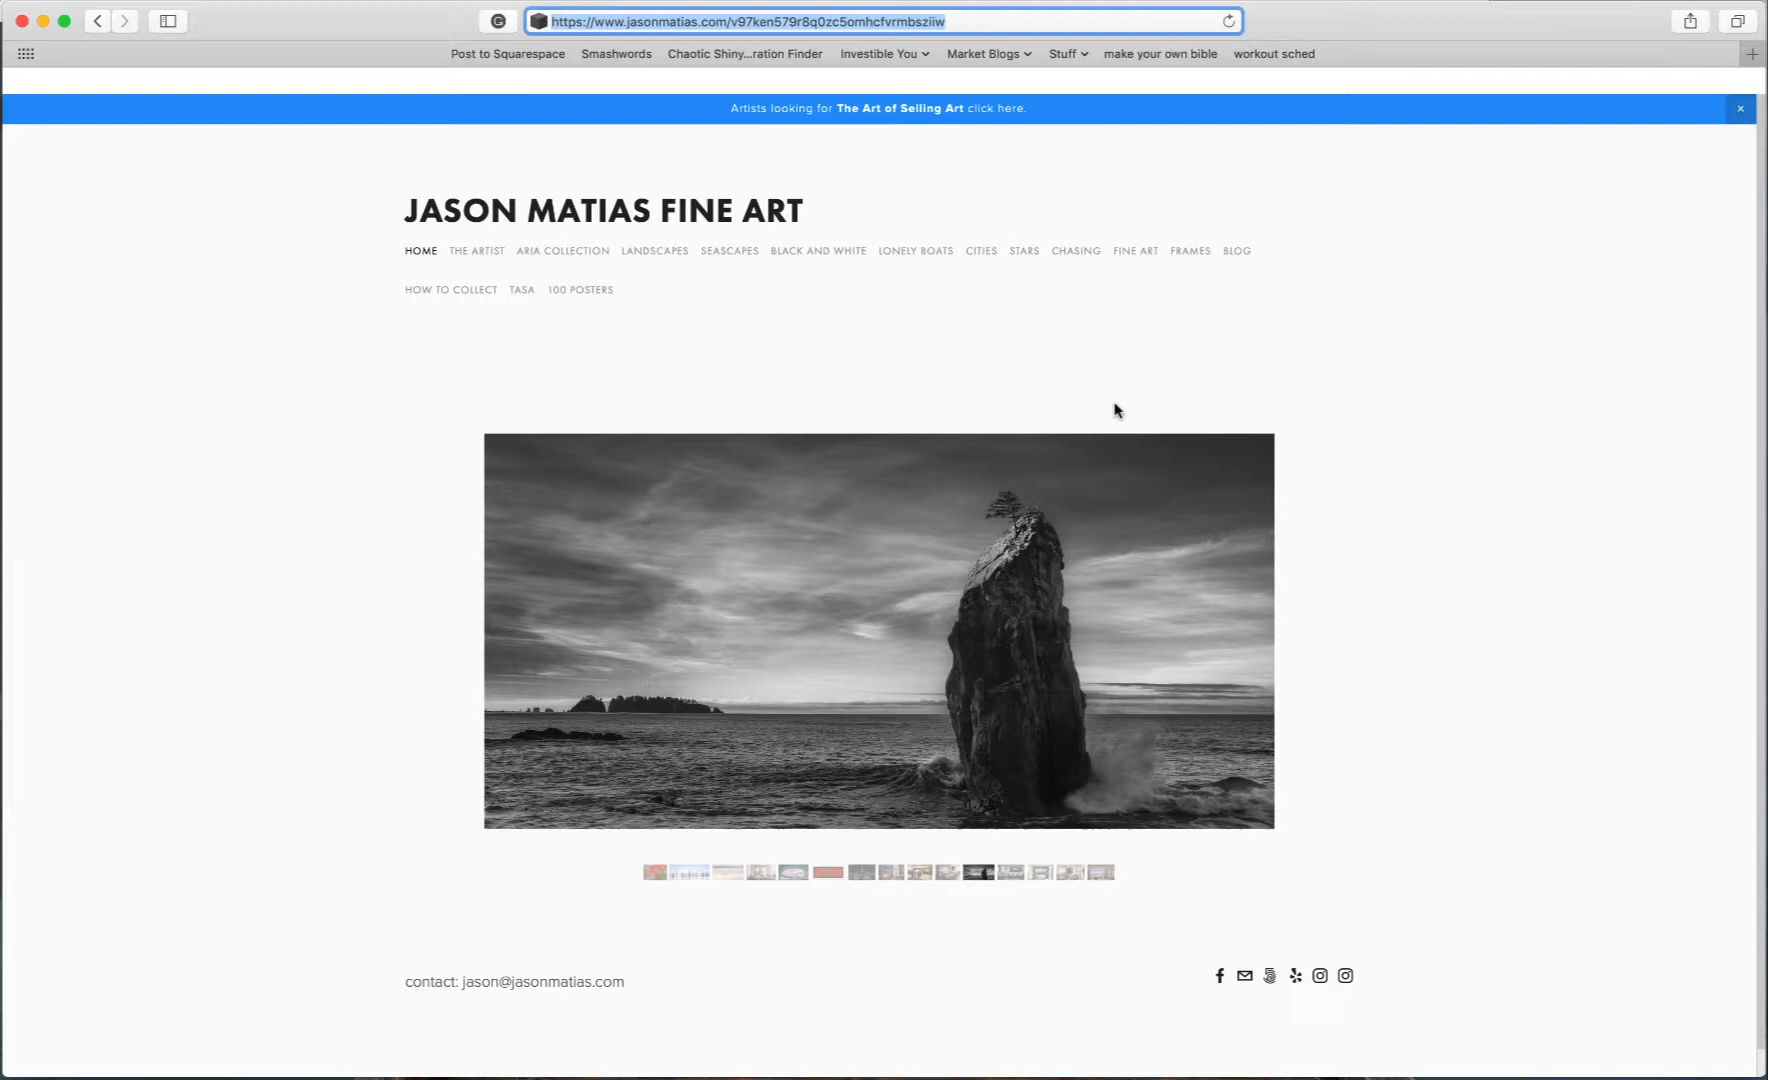 https://www.jasonmatias.com/v97ken579r8q0zc5omhcfvrmbsziiw
Post to Squarespace Smashwords Chaotic Shiny...ration Finder Investible You Market Blogs Stuff make your own bible workout sched
Artists looking for The Art of Selling Art click here.
JASON MATIAS FINE ART
HOME THE ARTIST ARIA COLLECTION LANDSCAPES SEASCAPES BLACK AND WHITE LONELY BOATS CITIES STARS CHASING FINE ART FRAMES BLOG
HOW TO COLLECT TASA 100 POSTERS
contact: jason@jasonmatias.com